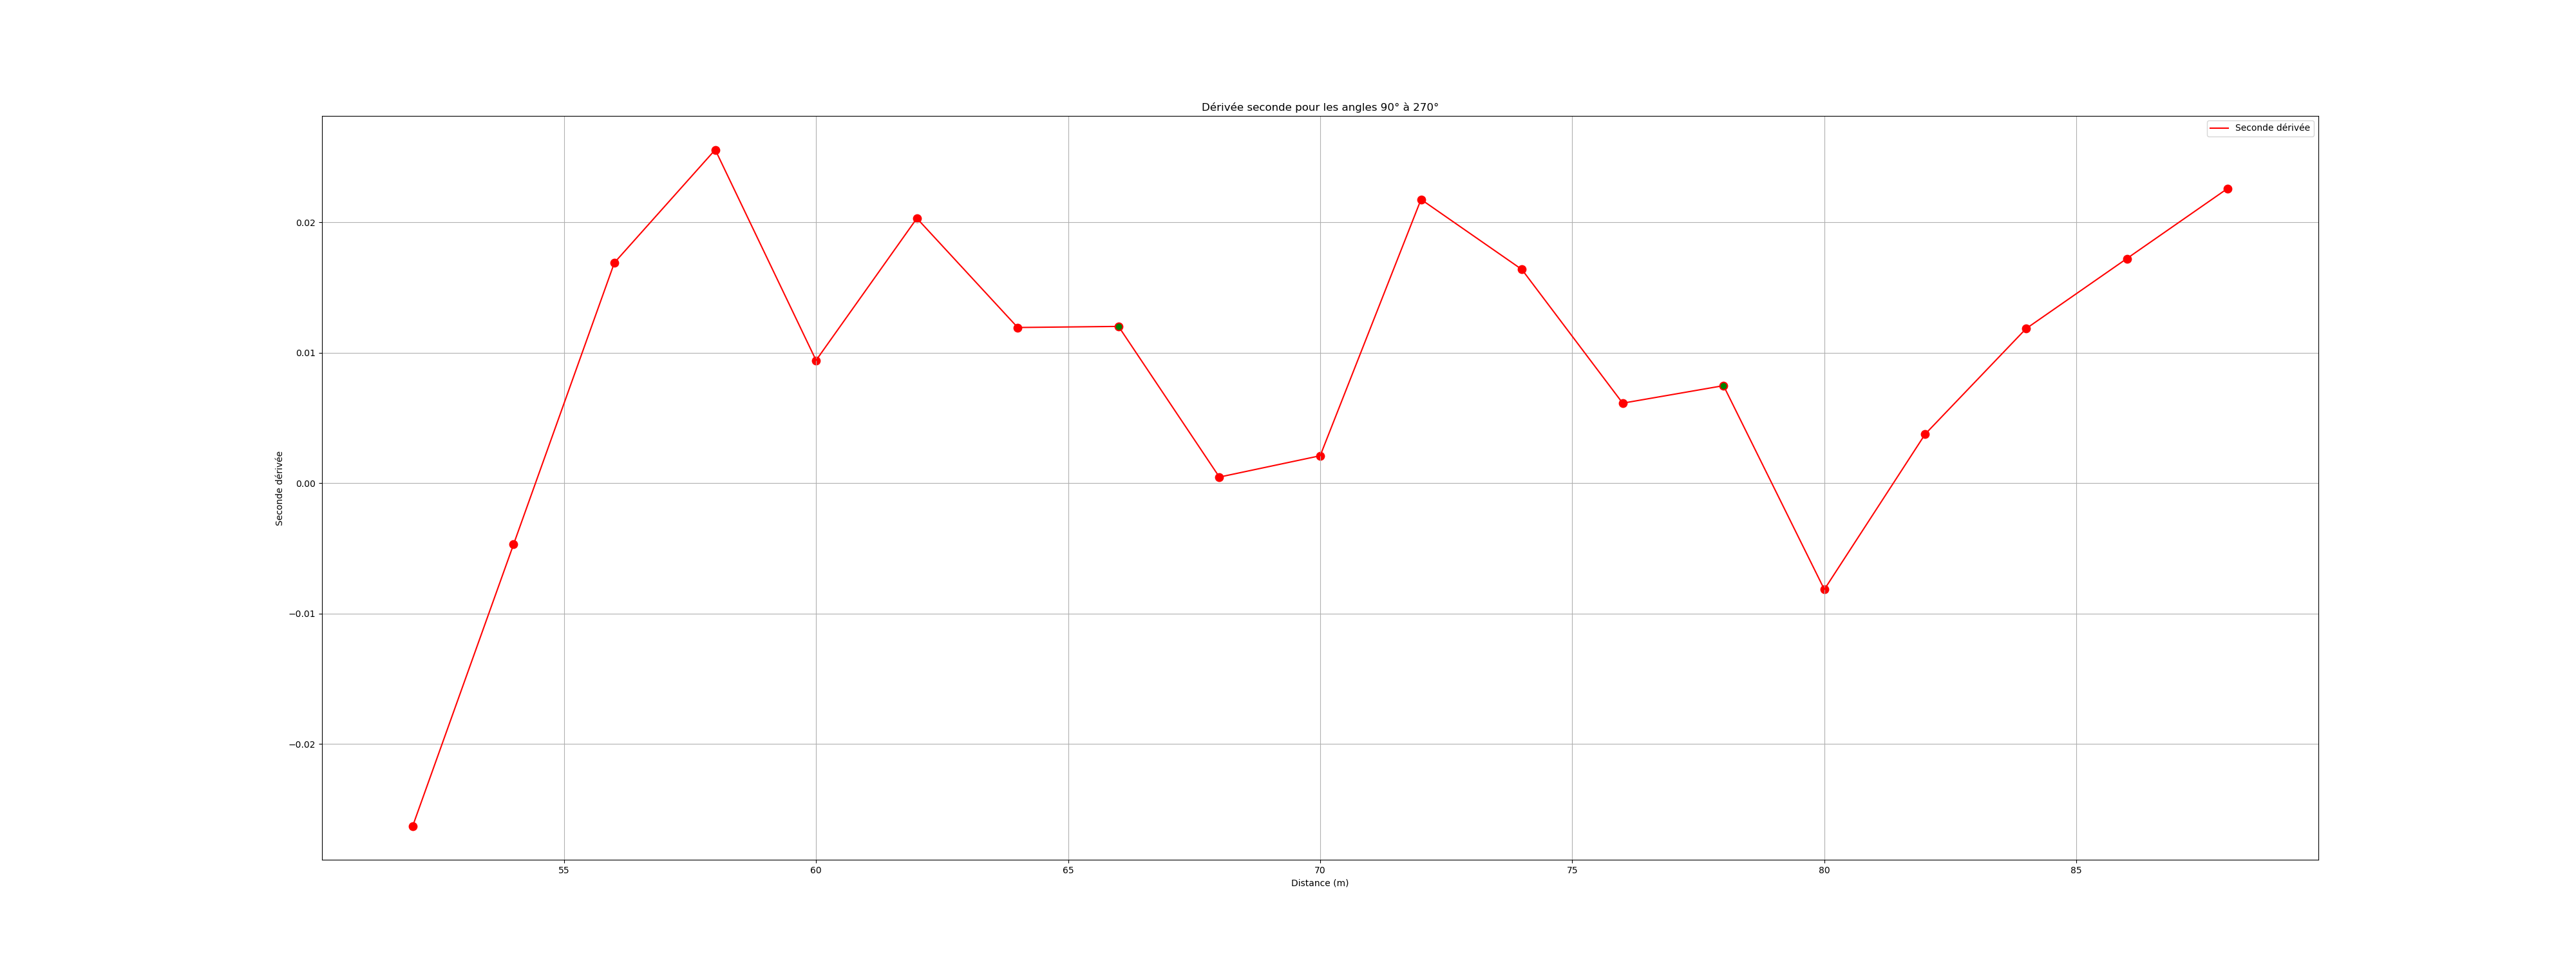 Dérivée seconde pour les angles 90° à 270°
Seconde dérivée
0.02
0.01
0.00
−0.01
−0.02
Seconde dérivée
55 60 65 70 75 80 85
Distance (m)